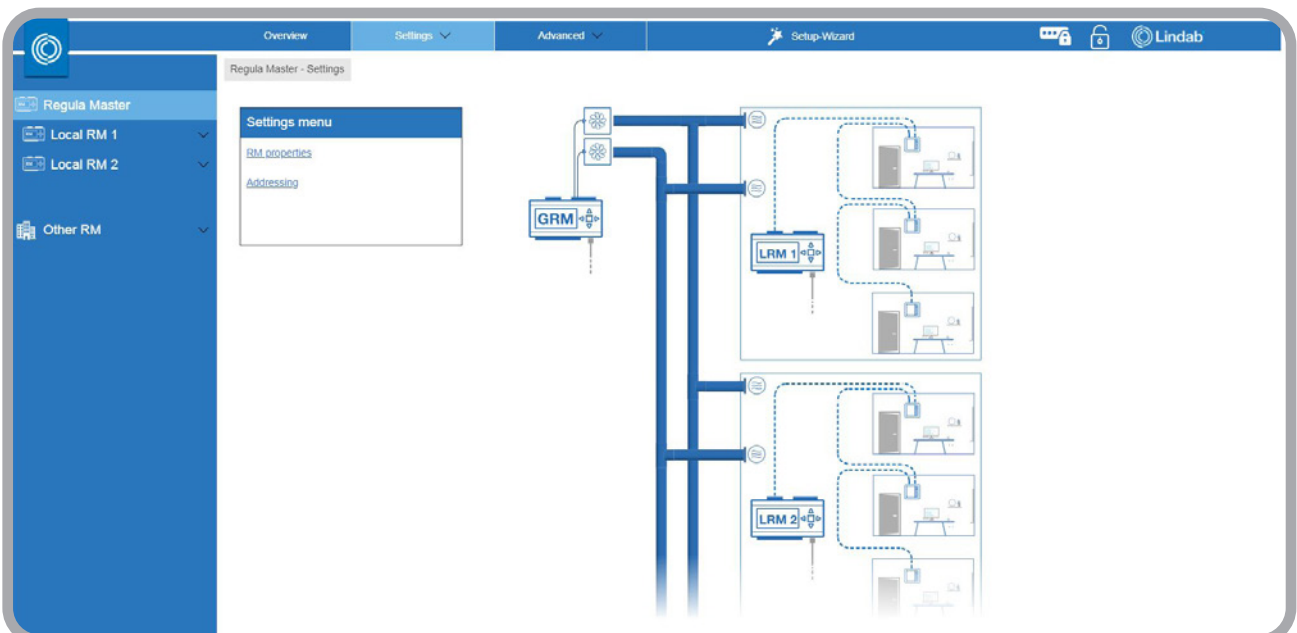 Overview
Settings
Advanced
Setup-Wizard
Lindab
Regula Master - Settings
Regula Master
Local RM 1
Local RM 2
Other RM
Settings menu
RM properties
Addressing
GRM
LRM 1
LRM 2